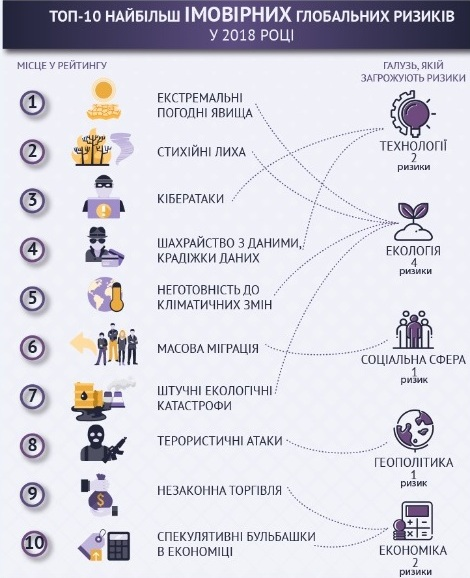 ТОП-10 НАЙБІЛЬШ ІМОВІРНИХ ГЛОБАЛЬНИХ РИЗИКІВ
У 2018 РОЦІ
МІСЦЕ У РЕЙТИНГУ
ГАЛУЗЬ, ЯКІЙ
ЗАГРОЖУЮТЬ РИЗИКИ
1
ЕКСТРЕМАЛЬНІ
ПОГОДНІ ЯВИЩА
2
СТИХІЙНІ ЛИХА
3
КІБЕРАТАКИ
4
ШАХРАЙСТВО З ДАНИМИ,
КРАДІЖКИ ДАНИХ
5
НЕГОТОВНІСТЬ ДО
КЛІМАТИЧНИХ ЗМІН
6
МАСОВА МІГРАЦІЯ
7
ШТУЧНІ ЕКОЛОГІЧНІ
КАТАСТРОФИ
8
ТЕРОРИСТИЧНІ АТАКИ
9
НЕЗАКОННА ТОРГІВЛЯ
$
10
СПЕКУЛЯТИВНІ БУЛЬБАШКИ
В ЕКОНОМІЦІ
ТЕХНОЛОГІЇ
2
ризики
ЕКОЛОГІЯ
4
ризики
СОЦІАЛЬНА СФЕРА
1
ризик
ГЕОПОЛІТИКА
1
ризик
ЕКОНОМІКА
2
ризики